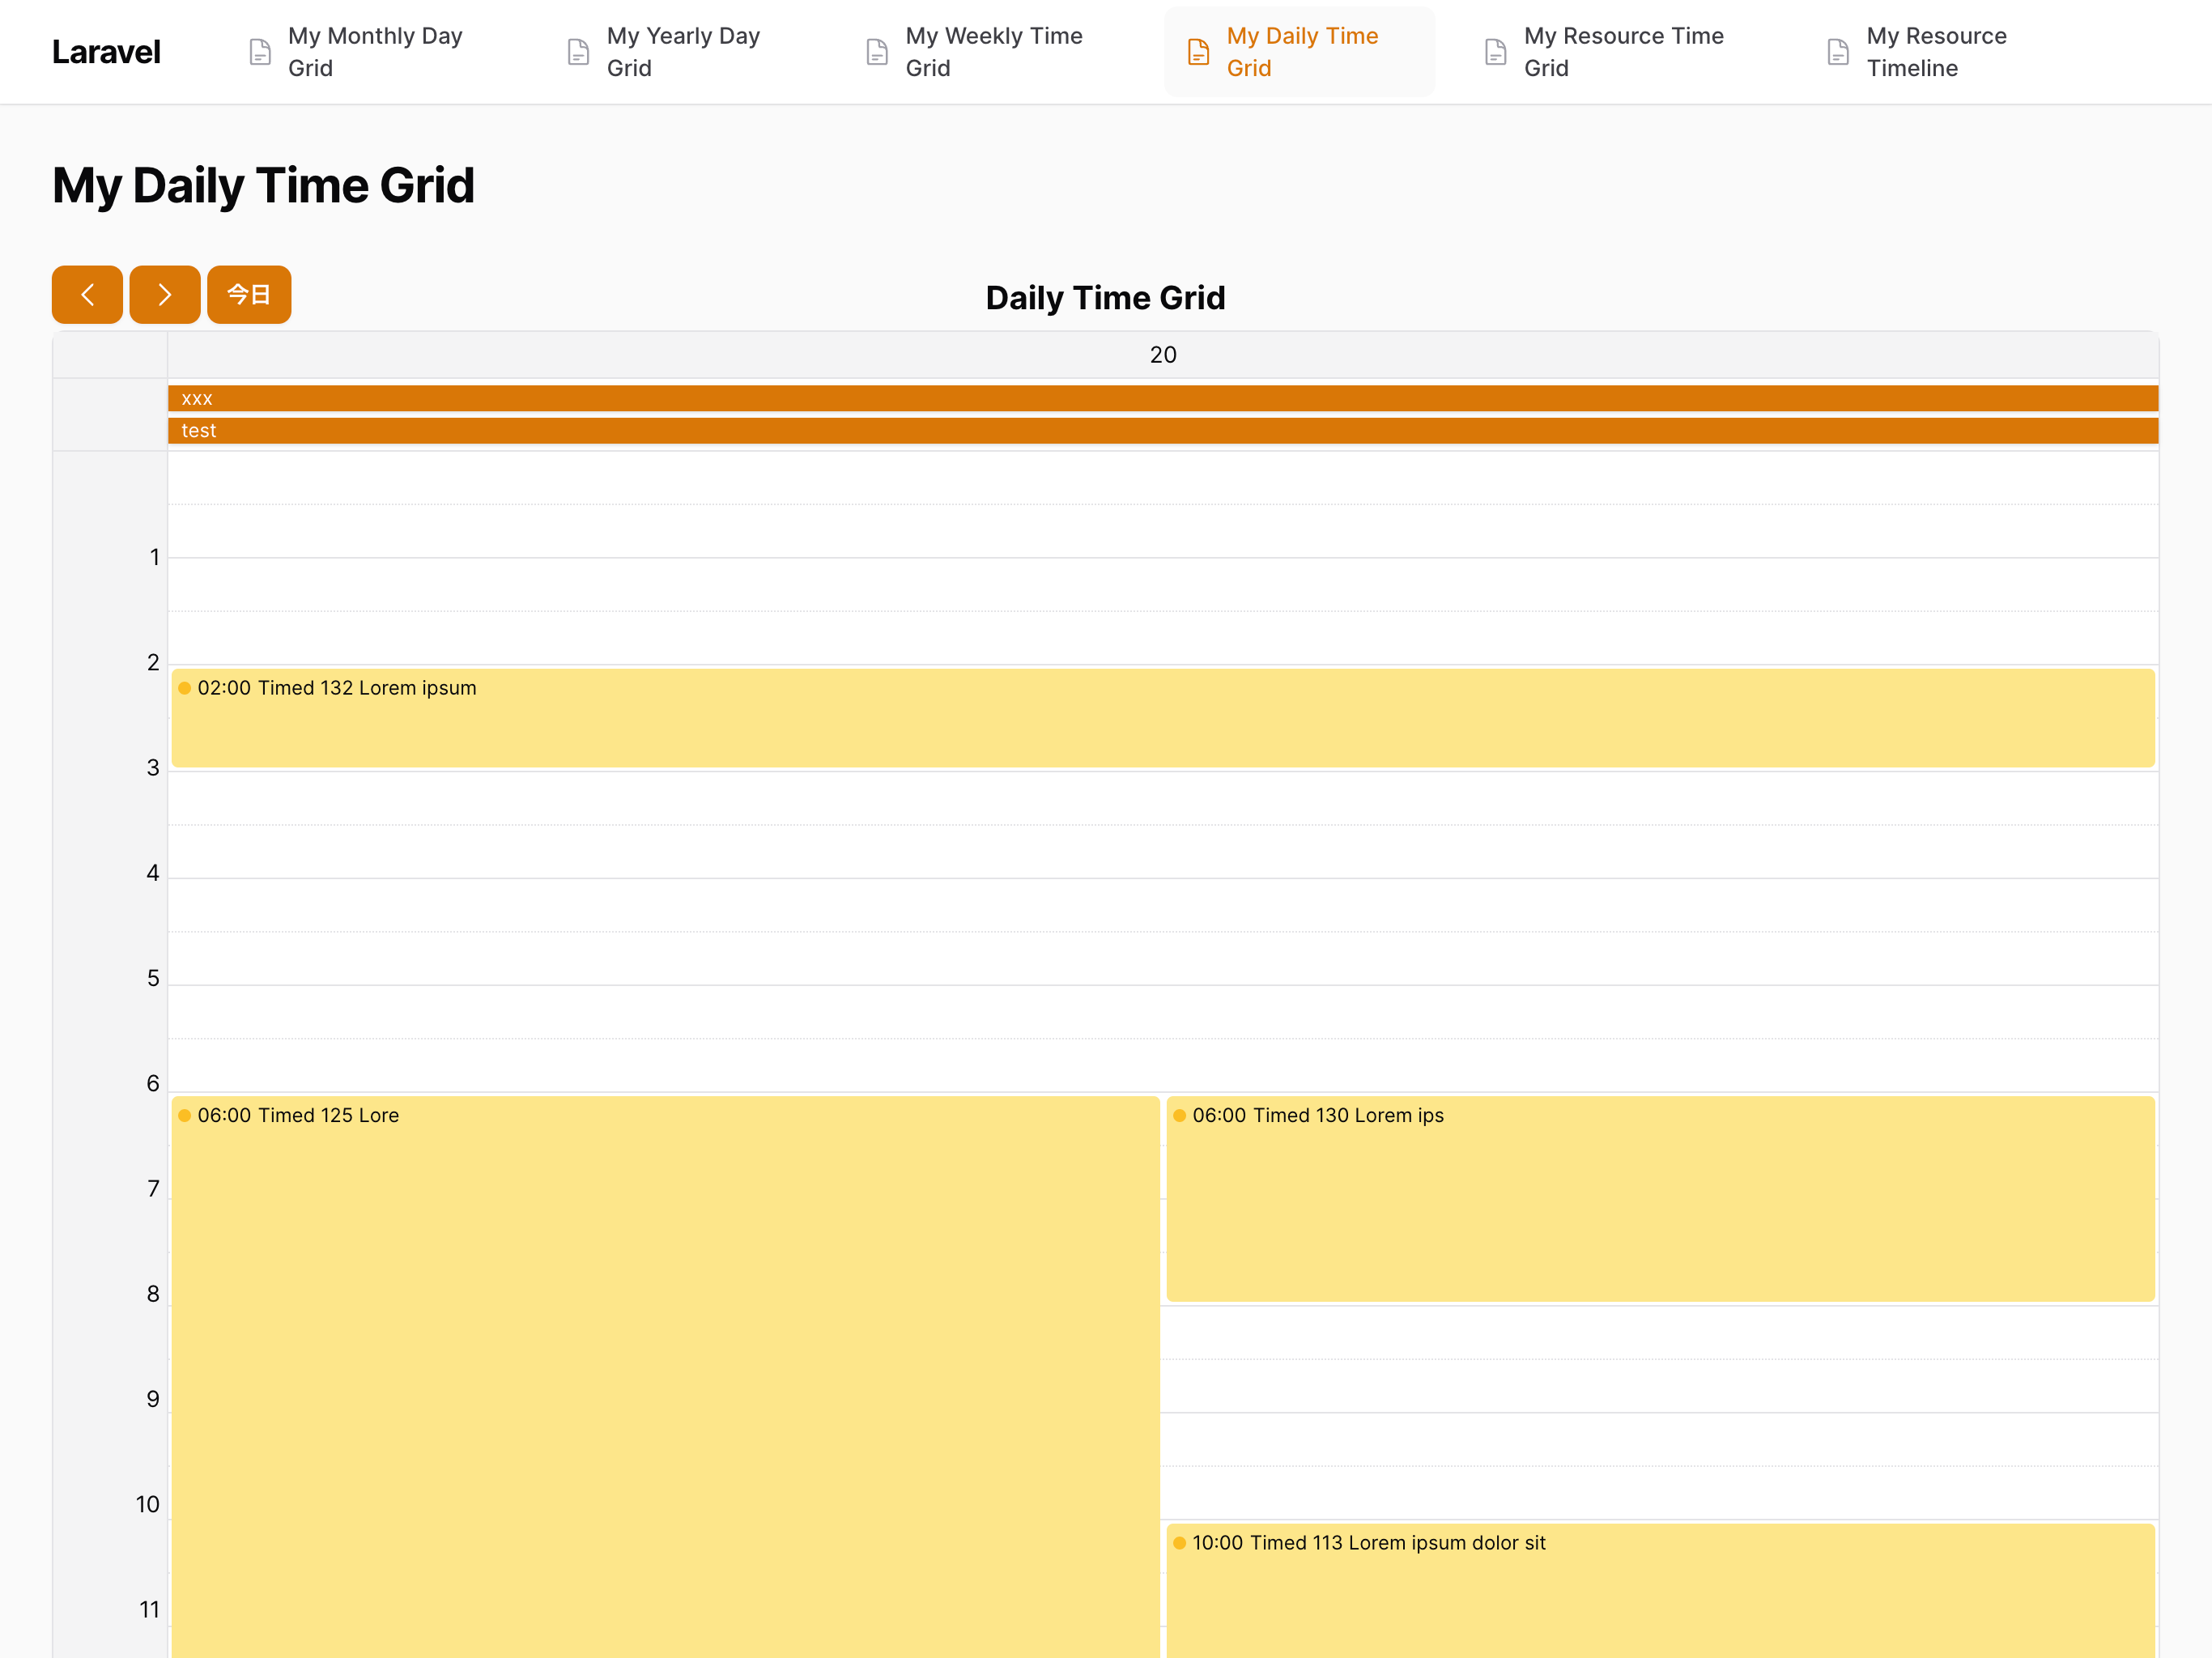 Laravel
My Monthly Day
Grid
My Yearly Day
Grid
My Weekly Time
Grid
My Daily Time
Grid
My Resource Time
Grid
My Resource
Timeline
My Daily Time Grid
今日
Daily Time Grid
20
xxx
test
1
2
02:00 Timed 132 Lorem ipsum
3
4
5
6
06:00 Timed 125 Lore
06:00 Timed 130 Lorem ips
7
8
9
10
10:00 Timed 113 Lorem ipsum dolor sit
11